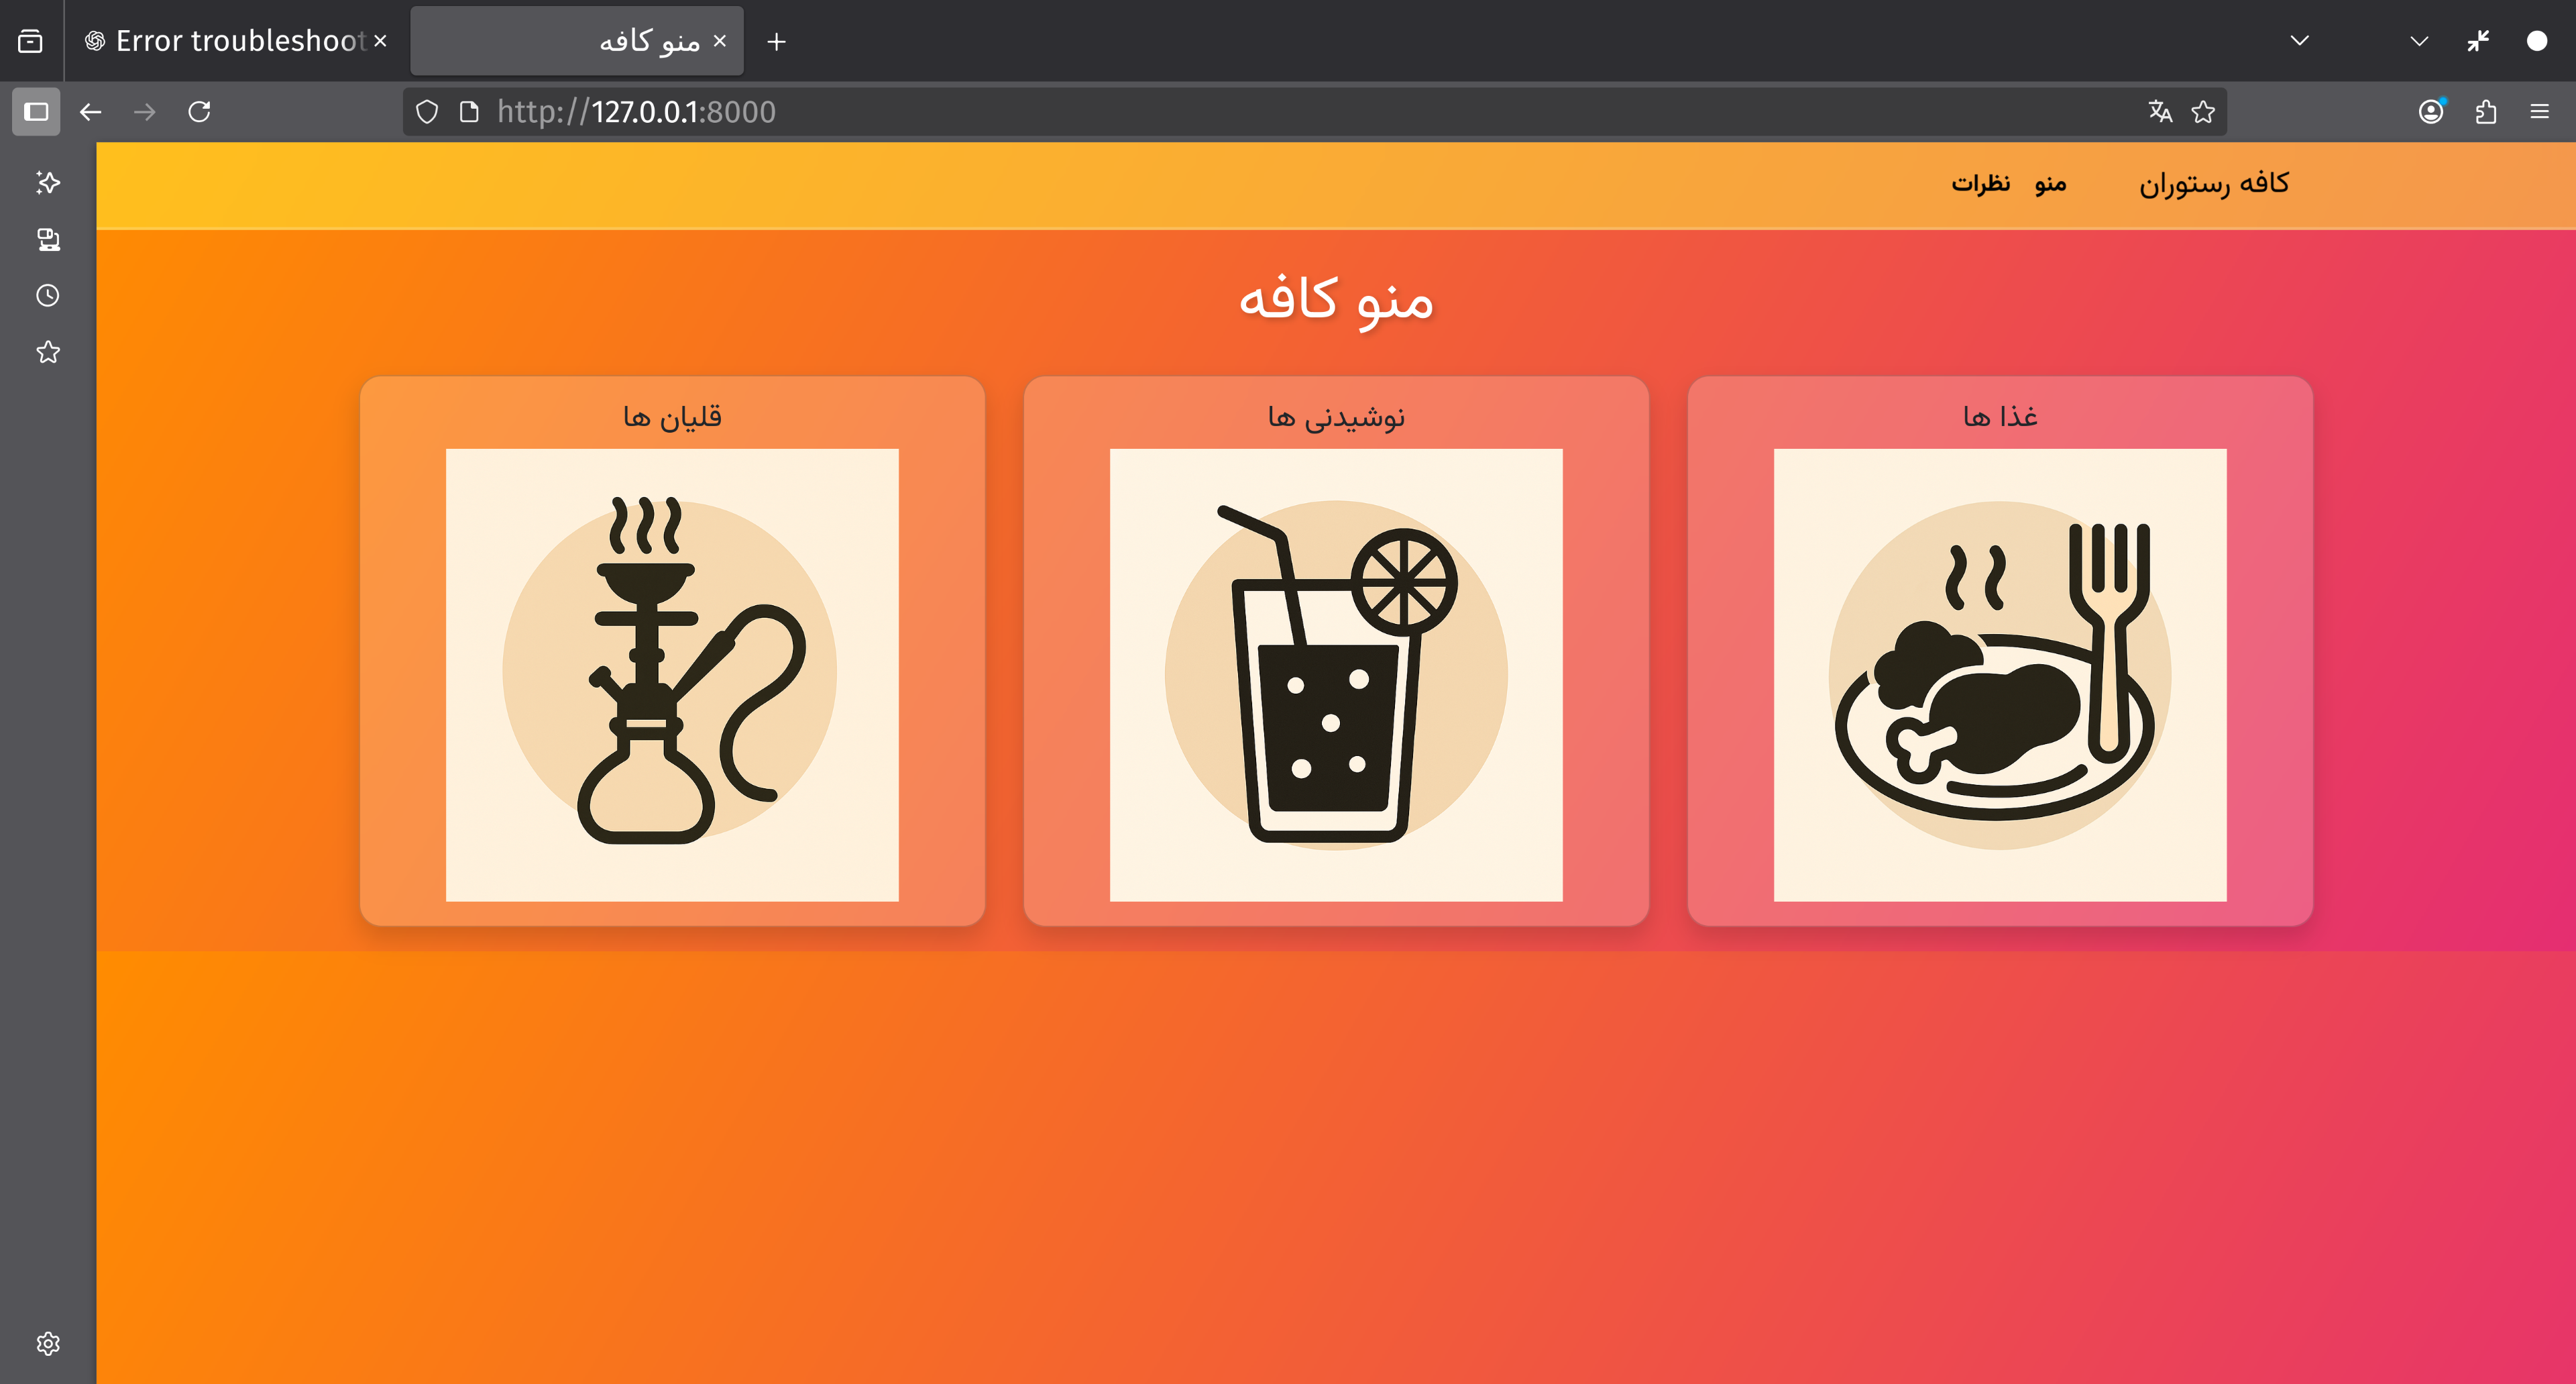 Error troubleshoot
منو کافه
http://127.0.0.1:8000
کافه رستوران منو نظرات
منو کافه
غذا ها
نوشیدنی ها
قلیان ها